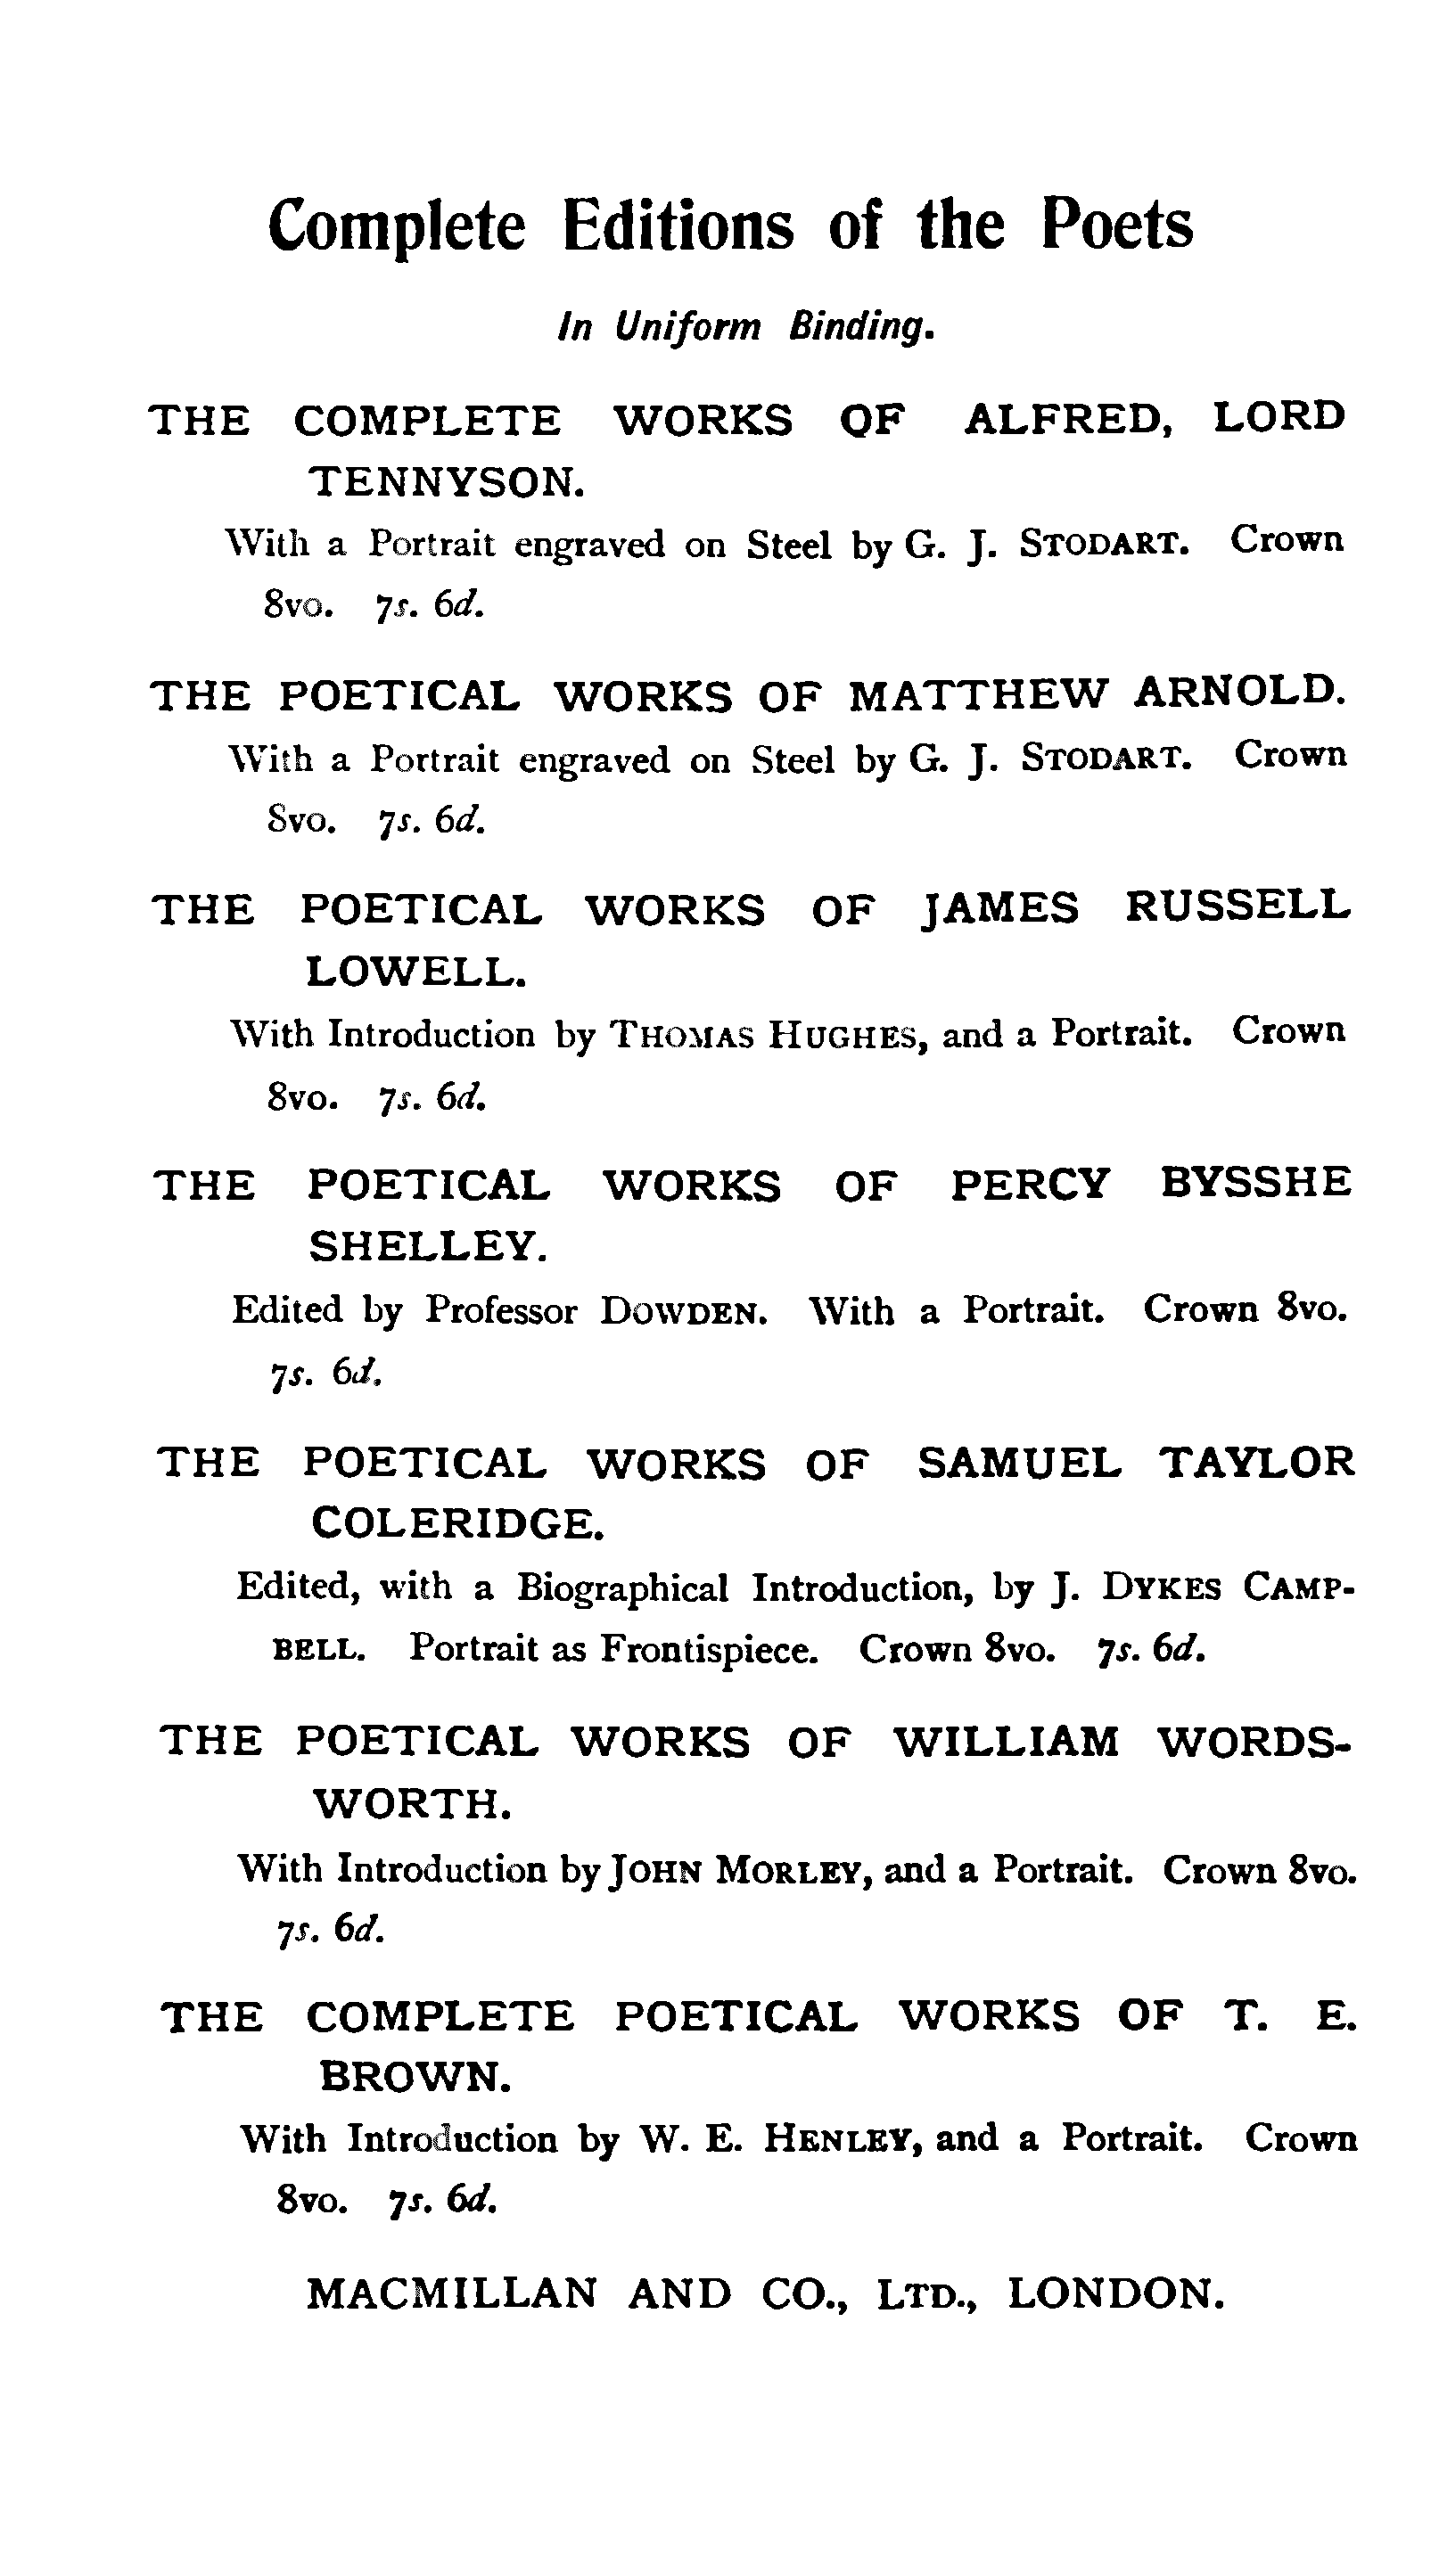 Complete Editions of the Poets
In Uniform Binding.
THE COMPLETE WORKS OF ALFRED, LORD
TENNYSON.
With a Portrait engraved on Steel by G. J. STODART. Crown
8vo. 7s. 6d.
THE POETICAL WORKS OF MATTHEW ARNOLD.
With a Portrait engraved on Steel by G. J. STODART. Crown
8vo. 7s. 6d.
THE POETICAL WORKS OF JAMES RUSSELL
LOWELL.
With Introduction by THOMAS HUGHES, and a Portrait. Crown
8vo. 7s. 6d.
THE POETICAL WORKS OF PERCY BYSSHE
SHELLEY.
Edited by Professor DOWDEN. With a Portrait. Crown 8vo.
7s. 6d.
THE POETICAL WORKS OF SAMUEL TAYLOR
COLERIDGE.
Edited, with a Biographical Introduction, by J. DYKES CAMP-
BELL. Portrait as Frontispiece. Crown 8vo. 7s. 6d.
THE POETICAL WORKS OF WILLIAM WORDS-
WORTH.
With Introduction by JOHN MORLEY, and a Portrait. Crown 8vo.
7s. 6d.
THE COMPLETE POETICAL WORKS OF T. E.
BROWN.
With Introduction by W. E. HENLEY, and a Portrait. Crown
8vo. 7s. 6d.
MACMILLAN AND CO., LTD., LONDON.